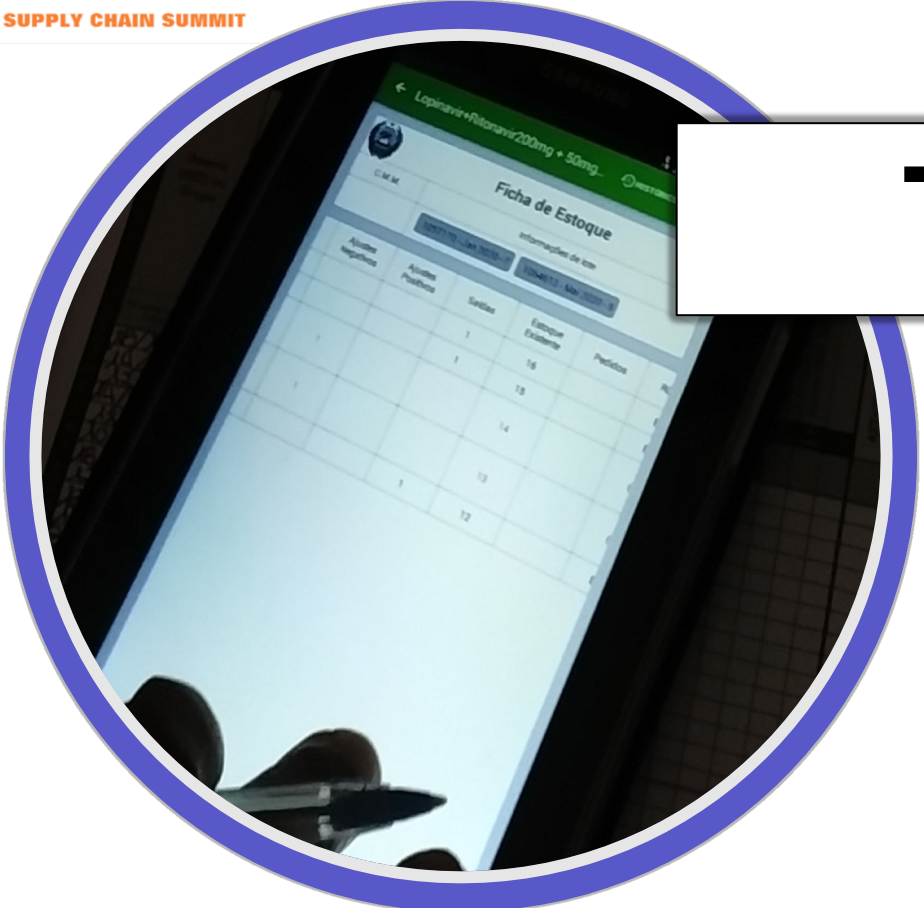 SUPPLY CHAIN SUMMIT
Lopinavir+Ritonavir200mg + 50mg...
Ficha de Estoque
C.M.M.
Informações de lote
Ajustes Negativos
Ajustes Positivos
Saídas
Estoque Existente
Pedidos
1 16
1 15
1 14
1 13
1 12